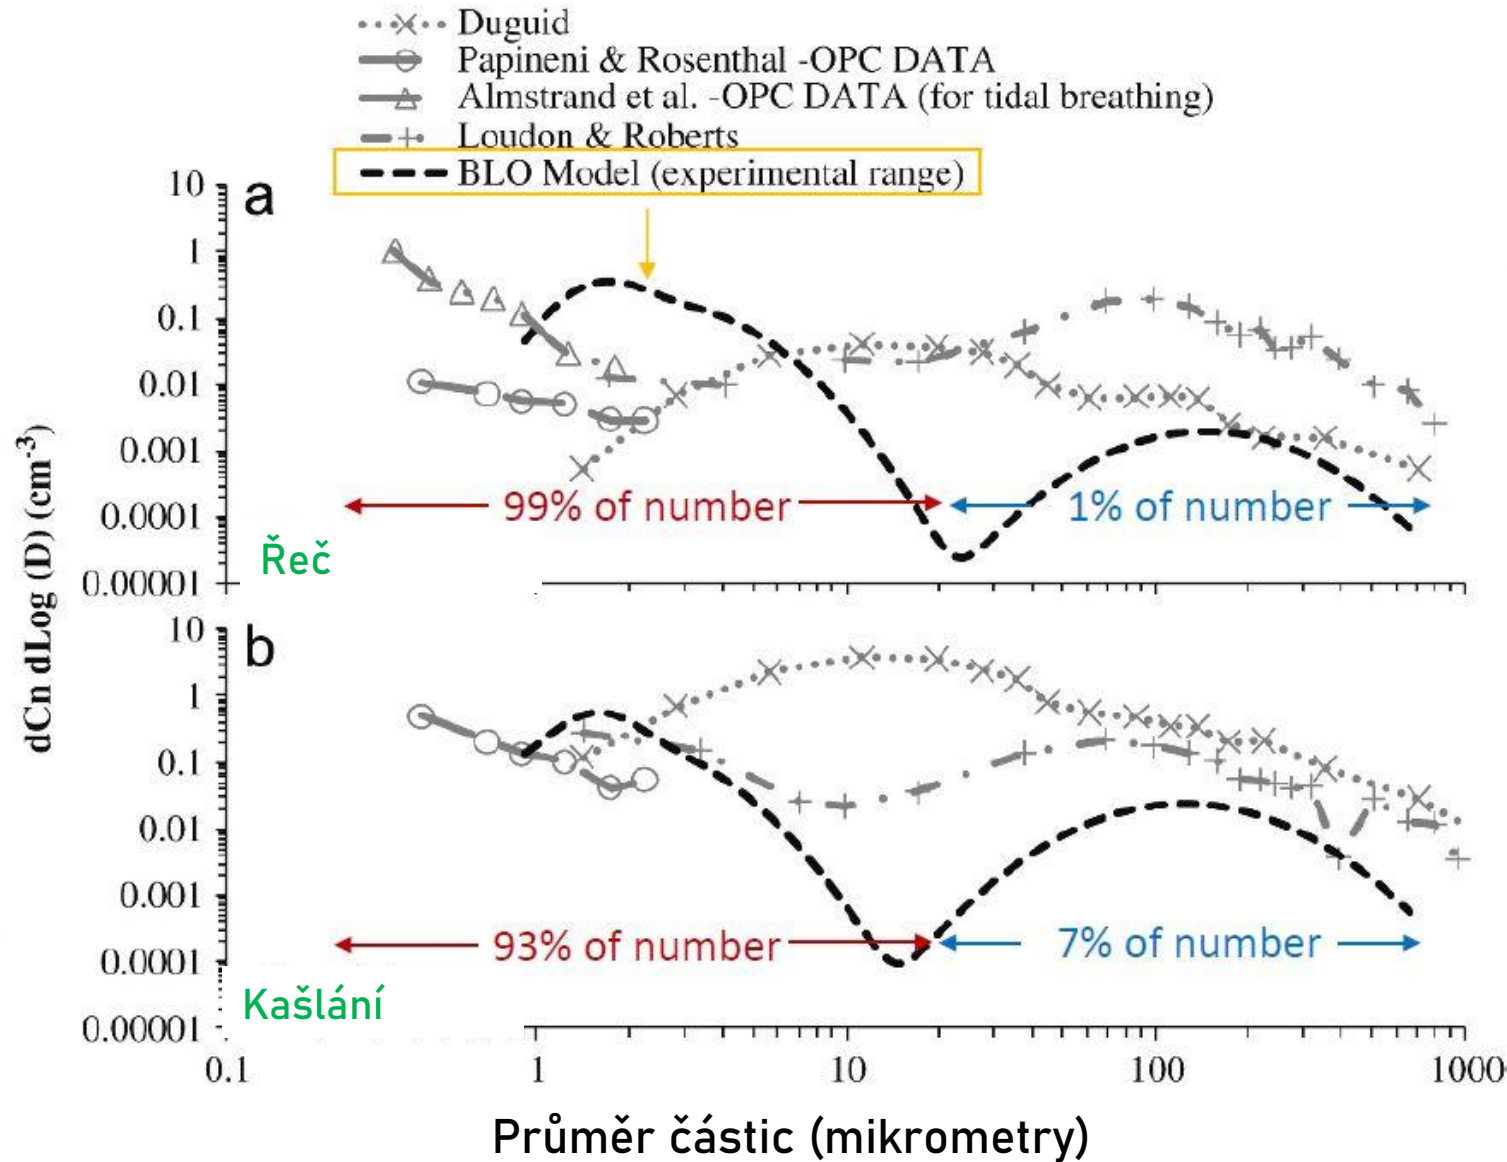 Duguid
Papineni & Rosenthal -OPC DATA
Almstrand et al. -OPC DATA (for tidal breathing)
Loudon & Roberts
BLO Model (experimental range)
a
10
1
0.1
0.01
0.001
0.0001
0.00001
99% of number
1% of number
Řeč
dCn dLog (D) (cm-3)
b
10
1
0.1
0.01
0.001
0.0001
0.00001
93% of number
7% of number
Kašlání
0.1 1 10 100 1000
Průměr částic (mikrometry)